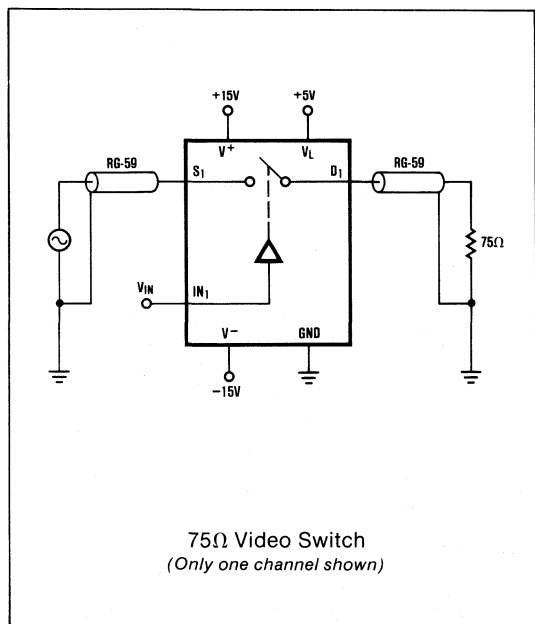 +15V +5V
V+ VL
RG-59 S1 D1 RG-59
75Ω
VIN IN1
V− GND
−15V
75Ω Video Switch
(Only one channel shown)